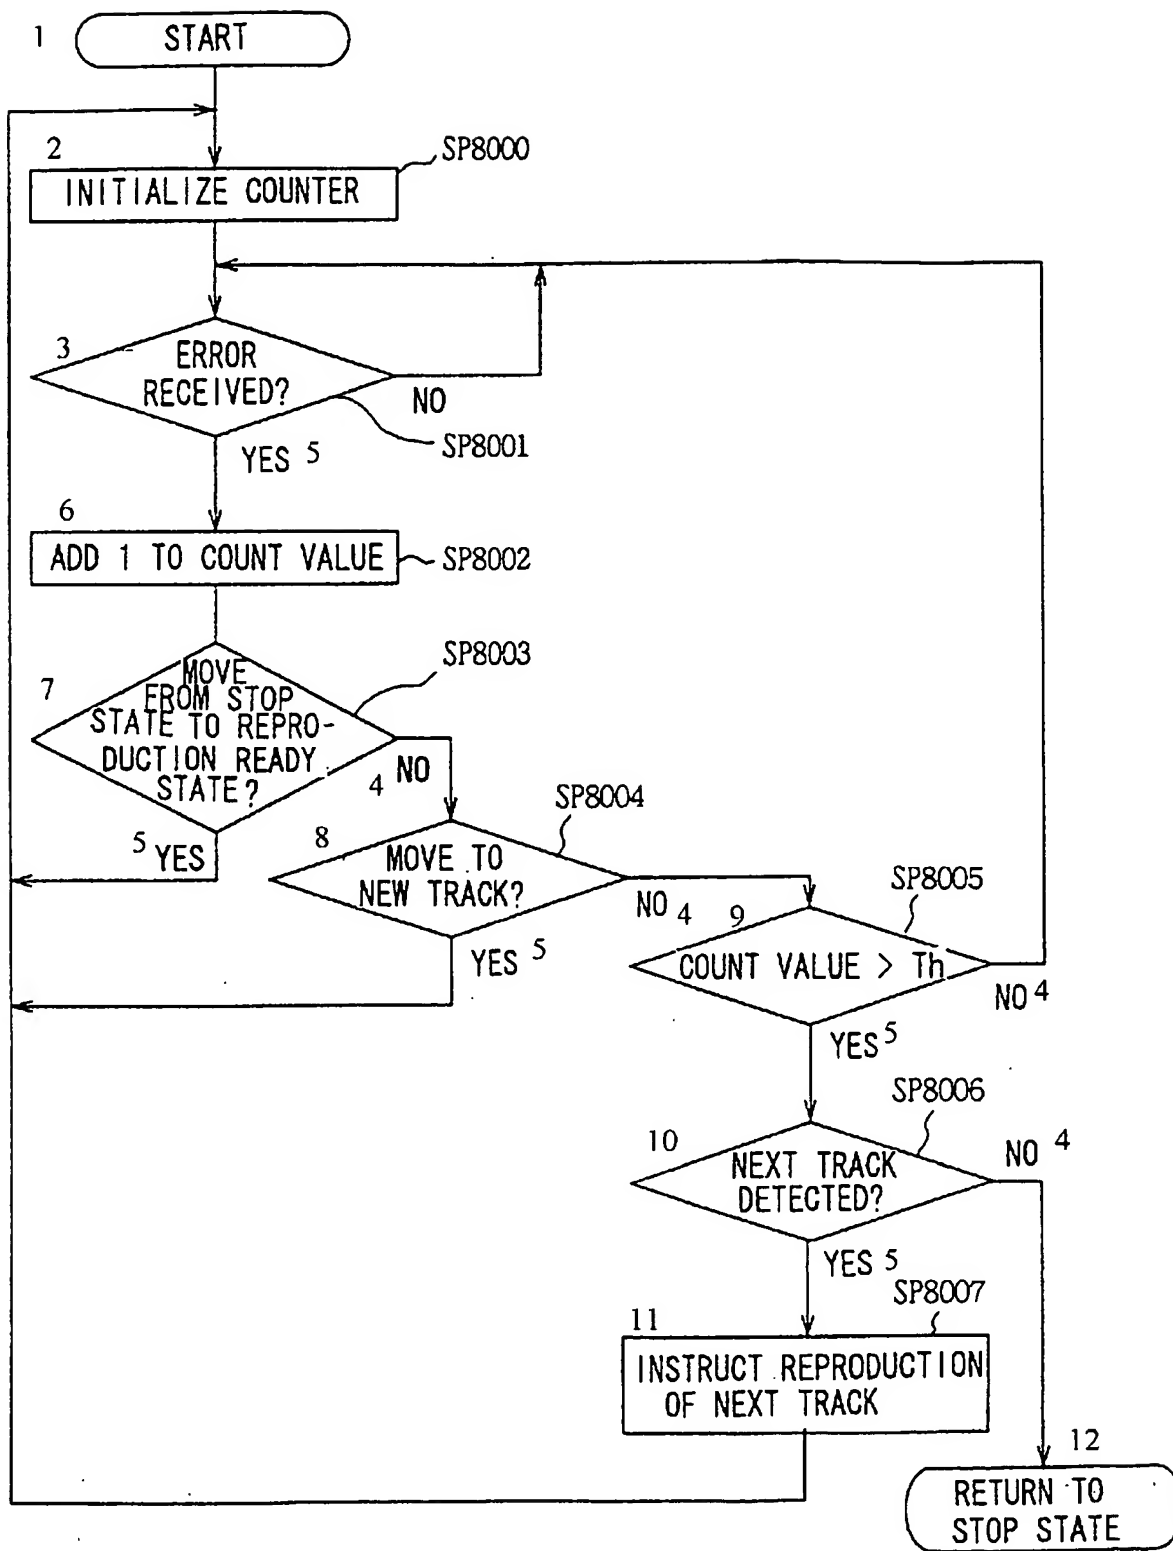 1
START
2
SP8000
INITIALIZE COUNTER
3
ERROR
RECEIVED?
NO
SP8001
YES 5
6
ADD 1 TO COUNT VALUE
SP8002
SP8003
7
MOVE
FROM STOP
STATE TO REPRO-
DUCTION READY
STATE?
4 NO
5 YES
SP8004
8
MOVE TO
NEW TRACK?
NO 4
YES 5
SP8005
9
COUNT VALUE > Th
NO 4
YES 5
SP8006
10
NEXT TRACK
DETECTED?
NO 4
YES 5
SP8007
11
INSTRUCT REPRODUCTION
OF NEXT TRACK
12
RETURN TO
STOP STATE